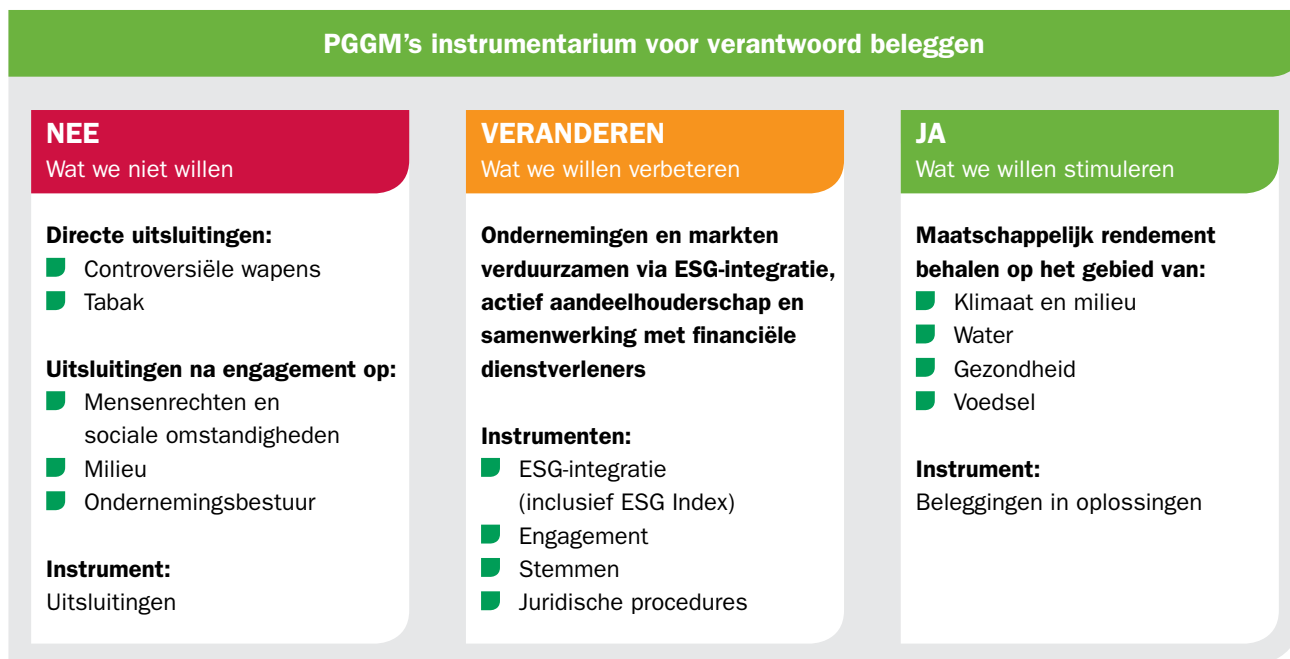 PGGM's instrumentarium voor verantwoord beleggen
NEE
Wat we niet willen
Directe uitsluitingen:
Controversiële wapens
Tabak
Uitsluitingen na engagement op:
Mensenrechten en
sociale omstandigheden
Milieu
Ondernemingsbestuur
Instrument:
Uitsluitingen
VERANDEREN
Wat we willen verbeteren
Ondernemingen en markten
verduurzamen via ESG-integratie,
actief aandeelhouderschap en
samenwerking met financiële
dienstverleners
Instrumenten:
ESG-integratie
(inclusief ESG Index)
Engagement
Stemmen
Juridische procedures
JA
Wat we willen stimuleren
Maatschappelijk rendement
behalen op het gebied van:
Klimaat en milieu
Water
Gezondheid
Voedsel
Instrument:
Beleggingen in oplossingen